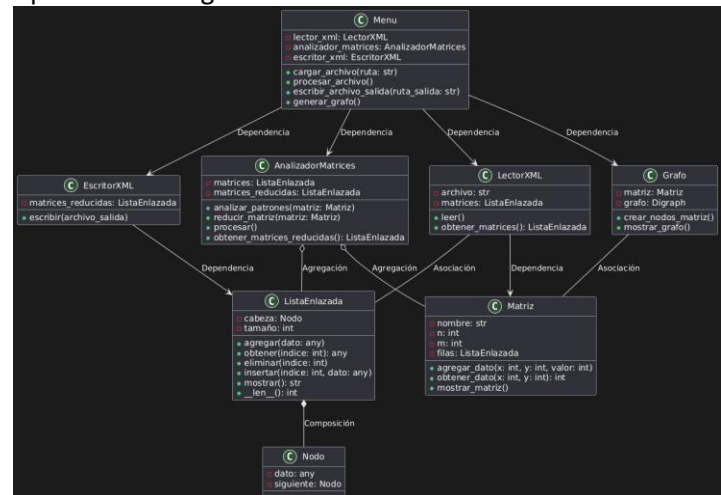 C Menu
lector_xml: LectorXML
analizador_matrices: AnalizadorMatrices
escritor_xml: EscritorXML
cargar_archivo(ruta: str)
procesar_archivo()
escribir_archivo_salida(ruta_salida: str)
generar_grafo()
Dependencia
Dependencia
Dependencia
Dependencia
C EscritorXML
matrices_reducidas: ListaEnlazada
escribir(archivo_salida)
C AnalizadorMatrices
matrices: ListaEnlazada
matrices_reducidas: ListaEnlazada
analizar_patrones(matriz: Matriz)
reducir_matriz(matriz: Matriz)
procesar()
obtener_matrices_reducidas(): ListaEnlazada
C LectorXML
archivo: str
matrices: ListaEnlazada
leer()
obtener_matrices(): ListaEnlazada
C Grafo
matriz: Matriz
grafo: Digraph
crear_nodos_matriz()
mostrar_grafo()
Dependencia
Agregación
Agregación
Asociación
Dependencia
Asociación
C ListaEnlazada
cabeza: Nodo
tamaño: int
agregar(dato: any)
obtener(indice: int): any
eliminar(indice: int)
insertar(indice: int, dato: any)
mostrar(): str
__len__(): int
C Matriz
nombre: str
n: int
m: int
filas: ListaEnlazada
agregar_dato(x: int, y: int, valor: int)
obtener_dato(x: int, y: int): int
mostrar_matriz()
Composición
C Nodo
dato: any
siguiente: Nodo